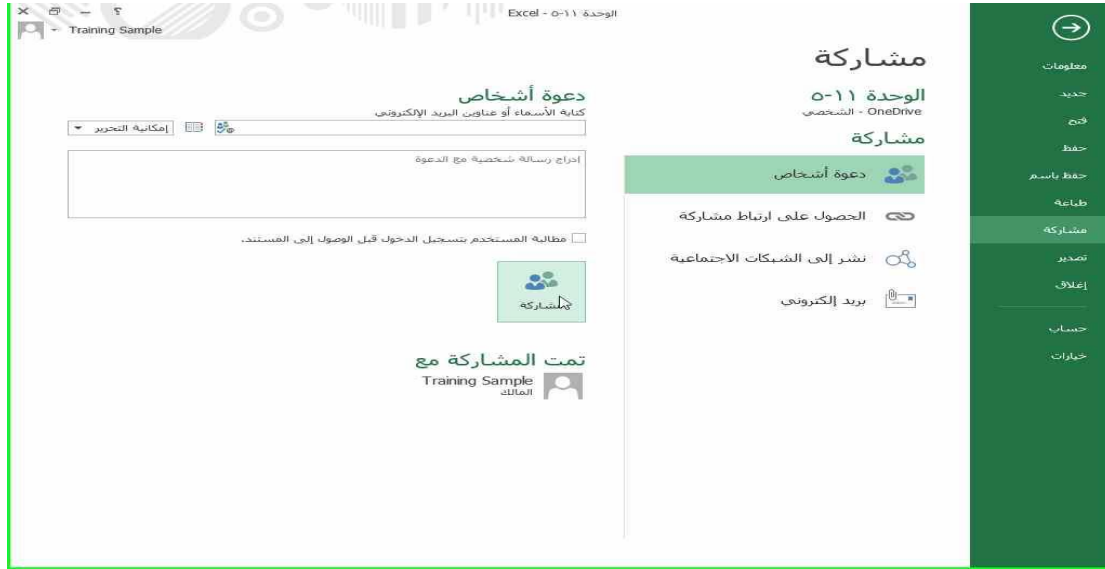 الوحدة ١١-٥ - Excel
؟
Training Sample
معلومات
جديد
فتح
حفظ
حفظ باسم
طباعة
مشاركة
تصدير
إغلاق
حساب
خيارات
مشاركة
الوحدة ١١-٥
OneDrive - الشخصي
مشاركة
دعوة أشخاص
الحصول على ارتباط مشاركة
نشر إلى الشبكات الاجتماعية
بريد إلكتروني
دعوة أشخاص
كتابة الأسماء أو عناوين البريد الإلكتروني
إمكانية التحرير
إدراج رسالة شخصية مع الدعوة
مطالبة المستخدم بتسجيل الدخول قبل الوصول إلى المستند.
مشاركة
تمت المشاركة مع
Training Sample
المالك